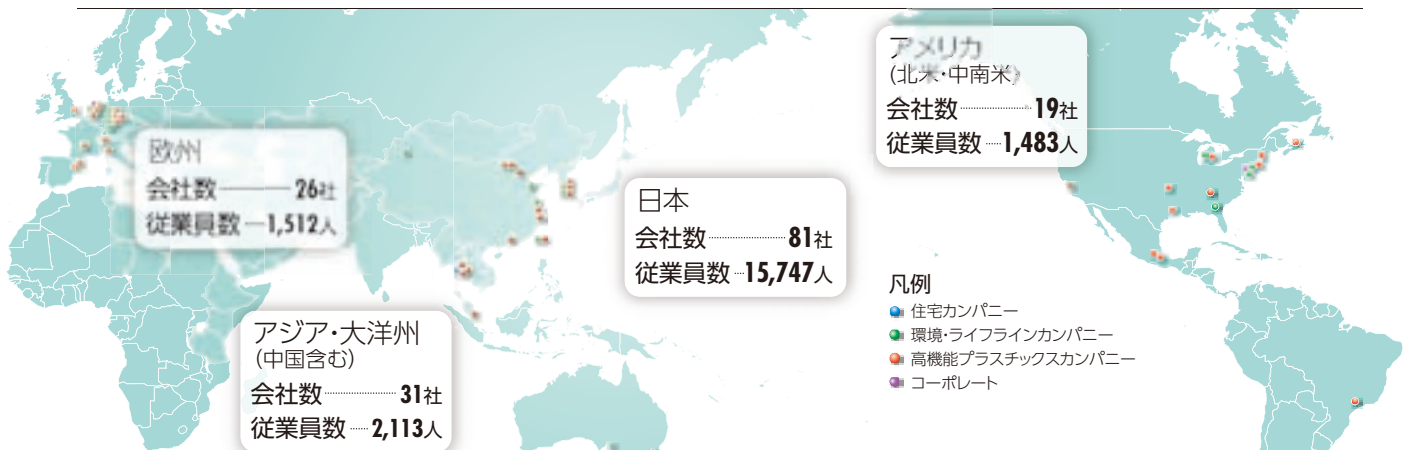 欧州
会社数 26社
従業員数 1,512人
アジア・大洋州
(中国含む)
会社数 31社
従業員数 2,113人
日本
会社数 81社
従業員数 15,747人
アメリカ
(北米・中南米)
会社数 19社
従業員数 1,483人
凡例
住宅カンパニー
環境・ライフラインカンパニー
高機能プラスチックスカンパニー
コーポレート